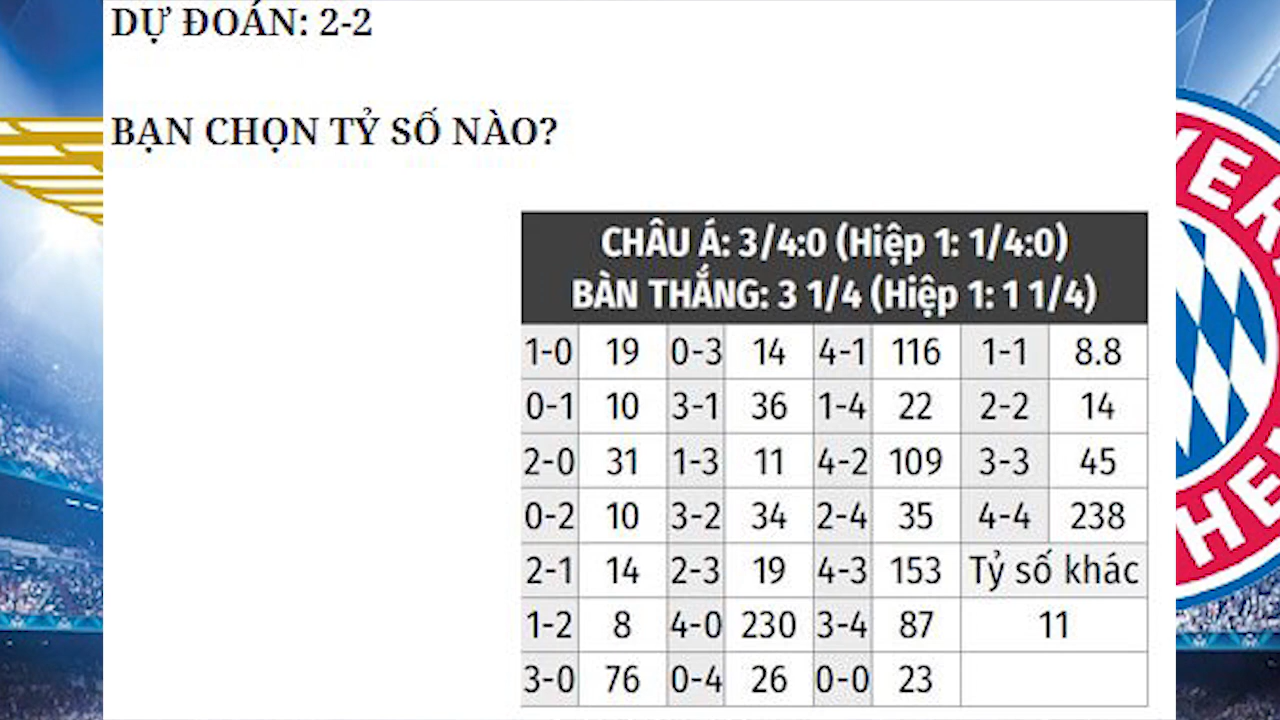 DỰ ĐOÁN: 2-2
BẠN CHỌN TỶ SỐ NÀO?
CHÂU Á: 3/4:0 (Hiệp 1: 1/4:0)
BÀN THẮNG: 3 1/4 (Hiệp 1: 1 1/4)
1-0 19 0-3 14 4-1 116 1-1 8.8
0-1 10 3-1 36 1-4 22 2-2 14
2-0 31 1-3 11 4-2 109 3-3 45
0-2 10 3-2 34 2-4 35 4-4 238
2-1 14 2-3 19 4-3 153 Tỷ số khác
1-2 8 4-0 230 3-4 87 11
3-0 76 0-4 26 0-0 23